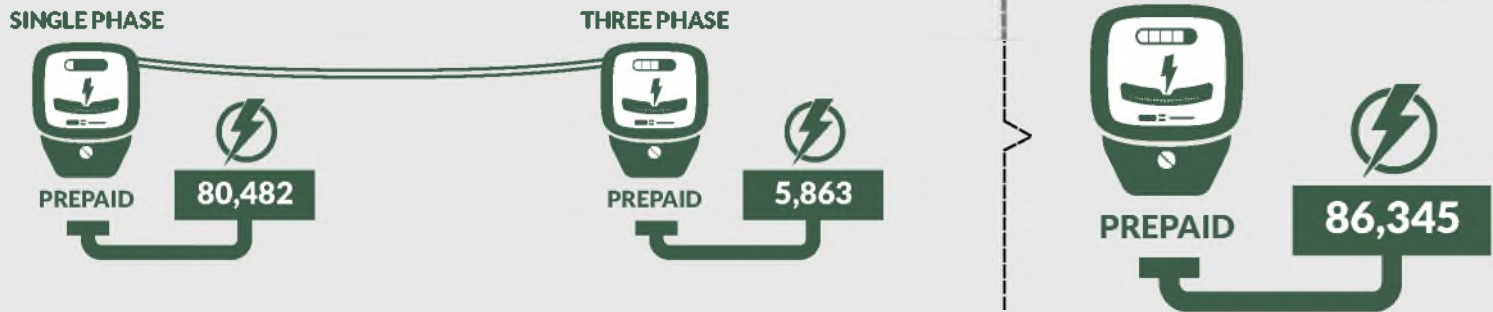 SINGLE PHASE
PREPAID
80,482
THREE PHASE
PREPAID
5,863
PREPAID
86,345